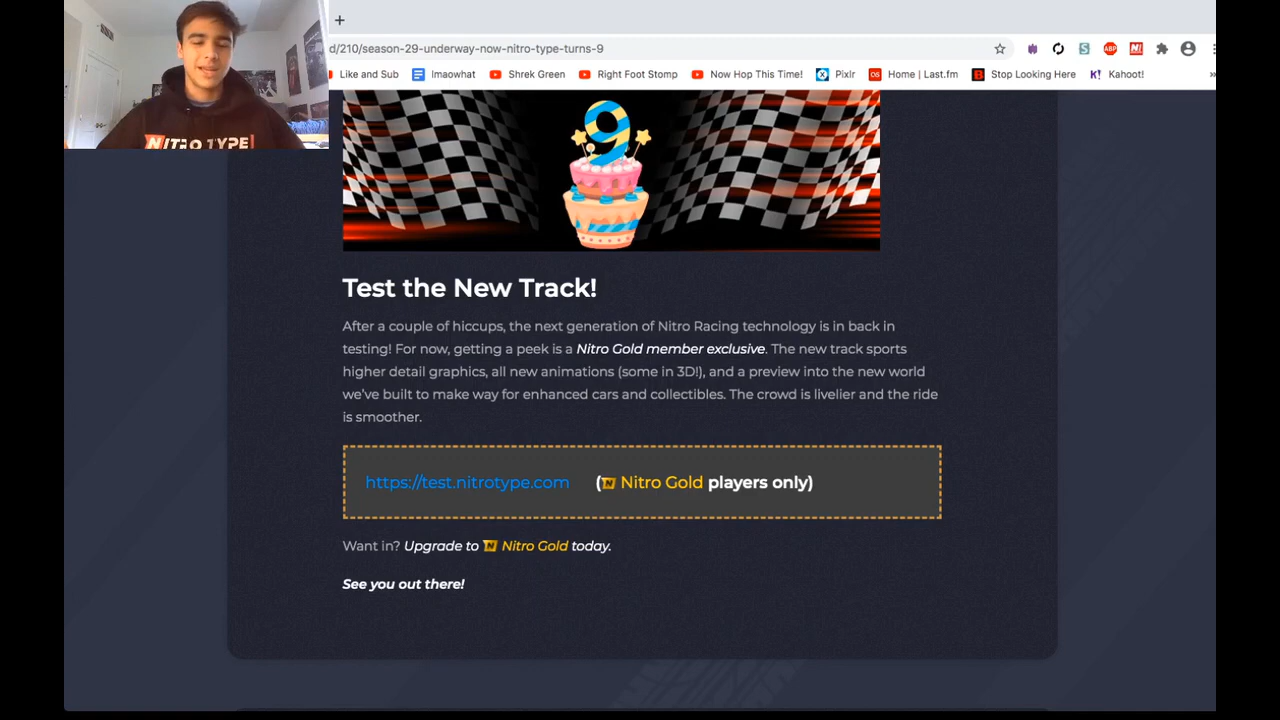 +
d/210/season-29-underway-now-nitro-type-turns-9
ABP
N!
Like and Sub
lmaowhat
Shrek Green
Right Foot Stomp
Now Hop This Time!
Pixlr
Home | Last.fm
Stop Looking Here
K!
Kahoot!
»
NITRO TYPE
9
Test the New Track!
After a couple of hiccups, the next generation of Nitro Racing technology is in back in
testing! For now, getting a peek is a Nitro Gold member exclusive. The new track sports
higher detail graphics, all new animations (some in 3D!), and a preview into the new world
we've built to make way for enhanced cars and collectibles. The crowd is livelier and the ride
is smoother.
https://test.nitrotype.com (N Nitro Gold players only)
Want in? Upgrade to N Nitro Gold today.
See you out there!